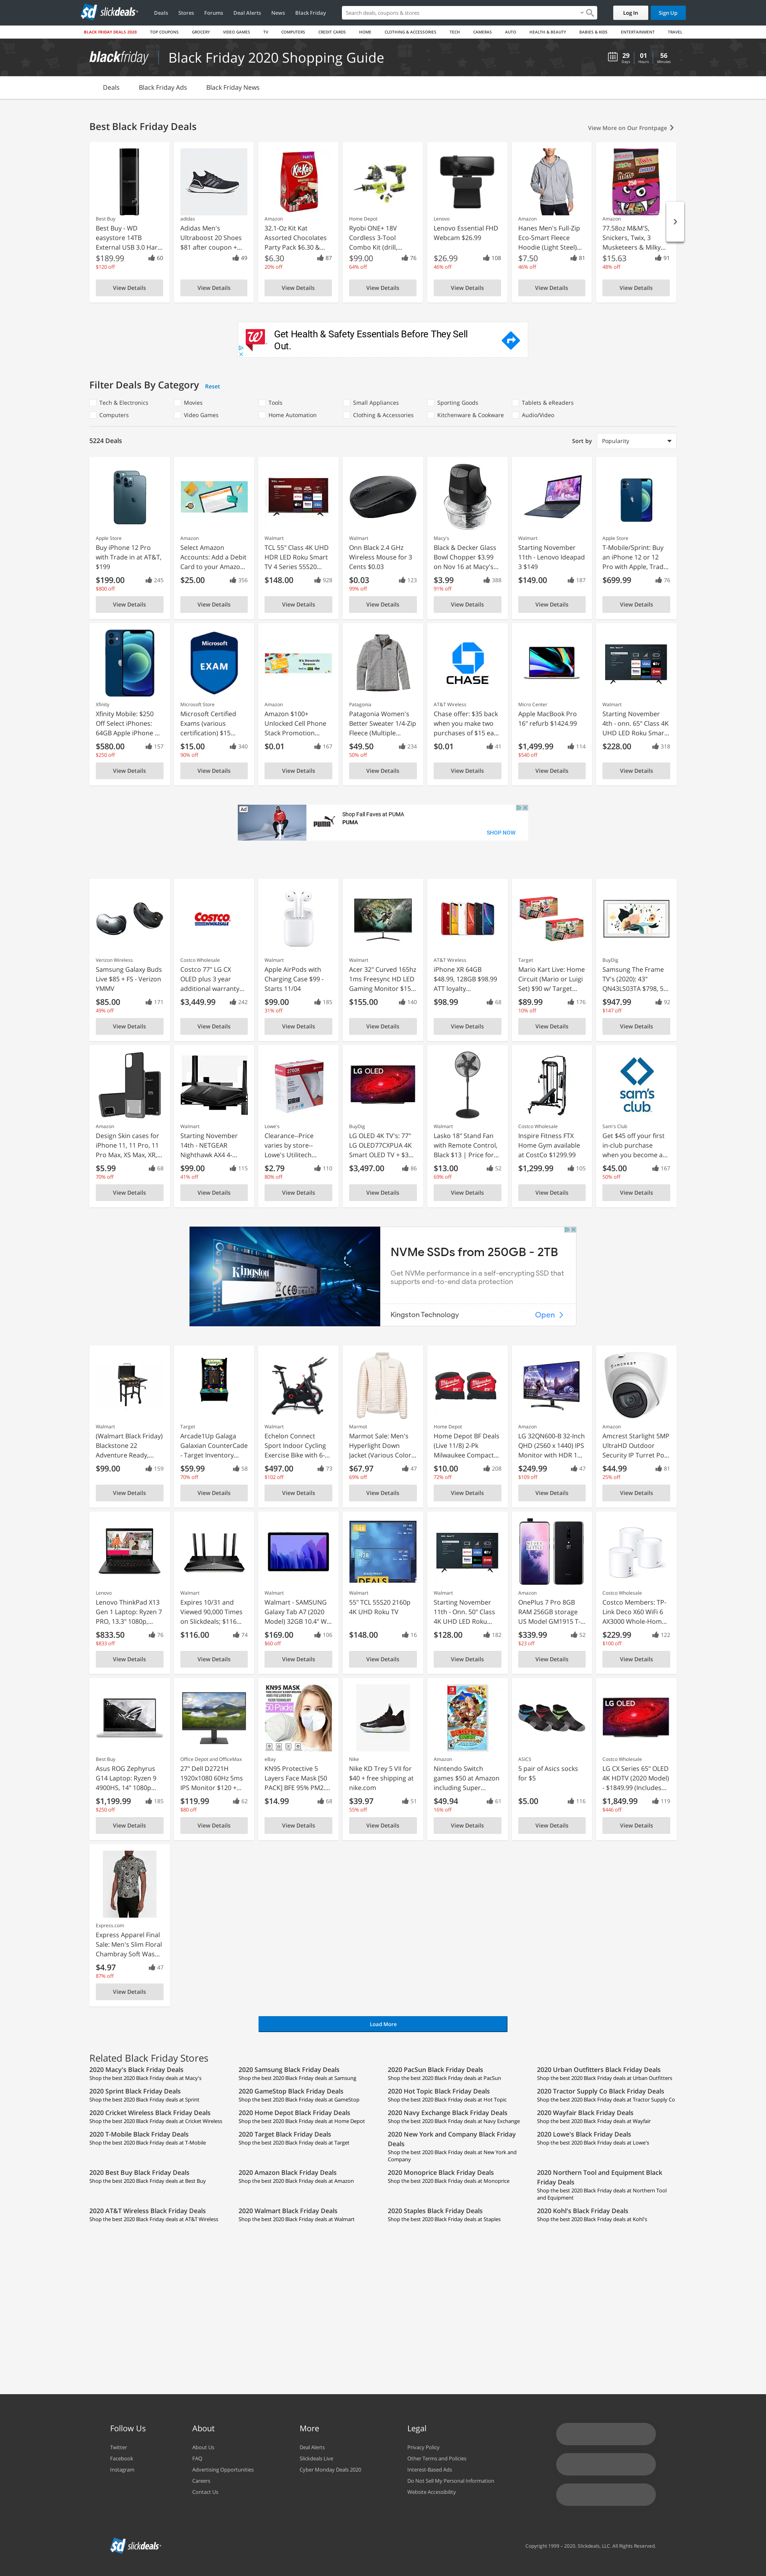 slickdeals
Deals Stores Forums Deal Alerts News Black Friday
Search deals, coupons & stores
Log In
Sign Up
BLACK FRIDAY DEALS 2020 TOP COUPONS GROCERY VIDEO GAMES TV COMPUTERS CREDIT CARDS HOME CLOTHING & ACCESSORIES TECH CAMERAS AUTO HEALTH & BEAUTY BABIES & KIDS ENTERTAINMENT TRAVEL
blackfriday
Black Friday 2020 Shopping Guide
29 01 56
Days Hours Minutes
Deals Black Friday Ads Black Friday News
Best Black Friday Deals
View More on Our Frontpage
Best Buy
Best Buy - WD
easystore 14TB
External USB 3.0 Har...
$189.99 60
$120 off
View Details
adidas
Adidas Men's
Ultraboost 20 Shoes
$81 after coupon +...
49
View Details
Amazon
32.1-Oz Kit Kat
Assorted Chocolates
Party Pack $6.30 &...
$6.30 87
20% off
View Details
Home Depot
Ryobi ONE+ 18V
Cordless 3-Tool
Combo Kit (drill,...
$99.00 76
64% off
View Details
Lenovo
Lenovo Essential FHD
Webcam $26.99
$26.99 108
46% off
View Details
Amazon
Hanes Men's Full-Zip
Eco-Smart Fleece
Hoodie (Light Steel)...
$7.50 81
46% off
View Details
Amazon
77.58oz M&M'S,
Snickers, Twix, 3
Musketeers & Milky...
$15.63 91
48% off
View Details
Get Health & Safety Essentials Before They Sell
Out.
Filter Deals By Category Reset
Tech & Electronics Movies Tools Small Appliances Sporting Goods Tablets & eReaders
Computers Video Games Home Automation Clothing & Accessories Kitchenware & Cookware Audio/Video
5224 Deals
Sort by Popularity
Apple Store
Buy iPhone 12 Pro
with Trade in at AT&T,
$199
$199.00 245
$800 off
View Details
Amazon
Select Amazon
Accounts: Add a Debit
Card to your Amazo...
$25.00 356
View Details
Walmart
TCL 55" Class 4K UHD
HDR LED Roku Smart
TV 4 Series 55S20...
$148.00 928
View Details
Walmart
Onn Black 2.4 GHz
Wireless Mouse for 3
Cents $0.03
$0.03 123
99% off
View Details
Macy's
Black & Decker Glass
Bowl Chopper $3.99
on Nov 16 at Macy's...
$3.99 388
91% off
View Details
Walmart
Starting November
11th - Lenovo Ideapad
3 $149
$149.00 187
View Details
Apple Store
T-Mobile/Sprint: Buy
an iPhone 12 or 12
Pro with Apple, Trad...
$699.99 76
View Details
Xfinity
Xfinity Mobile: $250
Off Select iPhones:
64GB Apple iPhone ...
$580.00 157
$250 off
View Details
Microsoft
EXAM
Microsoft Store
Microsoft Certified
Exams (various
certification) $15...
$15.00 340
90% off
View Details
Amazon
Amazon $100+
Unlocked Cell Phone
Stack Promotion...
$0.01 167
View Details
Patagonia
Patagonia Women's
Better Sweater 1/4-Zip
Fleece (Multiple...
$49.50 234
50% off
View Details
CHASE
AT&T Wireless
Chase offer: $35 back
when you make two
purchases of $15 ea...
$0.01 41
View Details
Micro Center
Apple MacBook Pro
16" refurb $1424.99
$1,499.99 114
$540 off
View Details
Walmart
Starting November
4th - onn. 65" Class 4K
UHD LED Roku Smar...
$228.00 318
View Details
Ad
PUMA
Shop Fall Faves at PUMA
PUMA
SHOP NOW
Verizon Wireless
Samsung Galaxy Buds
Live $85 + FS - Verizon
YMMV
$85.00 171
49% off
View Details
COSTCO
WHOLESALE
Costco Wholesale
Costco 77" LG CX
OLED plus 3 year
additional warranty...
$3,449.99 242
View Details
Walmart
Apple AirPods with
Charging Case $99 -
Starts 11/04
$99.00 185
31% off
View Details
Walmart
Acer 32" Curved 165hz
1ms Freesync HD LED
Gaming Monitor $15...
$155.00 140
View Details
AT&T Wireless
iPhone XR 64GB
$48.99, 128GB $98.99
ATT loyalty...
$98.99 68
View Details
Target
Mario Kart Live: Home
Circuit (Mario or Luigi
Set) $90 w/ Target...
$89.99 176
10% off
View Details
BuyDig
Samsung The Frame
TV's (2020): 43"
QN43LS03TA $798, 5...
$947.99 92
$147 off
View Details
Amazon
Design Skin cases for
iPhone 11, 11 Pro, 11
Pro Max, XS Max, XR,...
$5.99 68
70% off
View Details
Walmart
Starting November
14th - NETGEAR
Nighthawk AX4 4-...
$99.00 115
41% off
View Details
Lowe's
Clearance--Price
varies by store--
Lowe's Utilitech...
$2.79 110
80% off
View Details
LG OLED
BuyDig
LG OLED 4K TV's: 77"
LG OLED77CXPUA 4K
Smart OLED TV + $3...
$3,497.00 86
View Details
Walmart
Lasko 18" Stand Fan
with Remote Control,
Black $13 | Price for...
$13.00 52
69% off
View Details
Costco Wholesale
Inspire Fitness FTX
Home Gym available
at CostCo $1299.99
$1,299.99 105
View Details
sam's
club
Sam's Club
Get $45 off your first
in-club purchase
when you become a...
$45.00 167
50% off
View Details
Kingston
NVMe SSDs from 250GB - 2TB
Get NVMe performance in a self-encrypting SSD that
supports end-to-end data protection
Kingston Technology Open
Walmart
(Walmart Black Friday)
Blackstone 22
Adventure Ready,...
$99.00 159
View Details
Target
Arcade1Up Galaga
Galaxian CounterCade
- Target Inventory...
$59.99 58
70% off
View Details
Walmart
Echelon Connect
Sport Indoor Cycling
Exercise Bike with 6-...
$497.00 73
$102 off
View Details
Marmot
Marmot Sale: Men's
Hyperlight Down
Jacket (Various Color...
$67.97 47
69% off
View Details
Home Depot
Home Depot BF Deals
(Live 11/8) 2-Pk
Milwaukee Compact...
$10.00 208
72% off
View Details
Amazon
LG 32QN600-B 32-Inch
QHD (2560 x 1440) IPS
Monitor with HDR 1...
$249.99 47
$109 off
View Details
Amazon
Amcrest Starlight 5MP
UltraHD Outdoor
Security IP Turret Po...
$44.99 81
25% off
View Details
Lenovo
Lenovo ThinkPad X13
Gen 1 Laptop: Ryzen 7
PRO, 13.3" 1080p,...
$833.50 76
$833 off
View Details
Walmart
Expires 10/31 and
Viewed 90,000 Times
on Slickdeals; $116...
$116.00 74
View Details
Walmart
Walmart - SAMSUNG
Galaxy Tab A7 (2020
Model) 32GB 10.4" W...
$169.00 106
$60 off
View Details
DEALS
Walmart
55" TCL 55S20 2160p
4K UHD Roku TV
$148.00 16
View Details
Walmart
Starting November
11th - Onn. 50" Class
4K UHD LED Roku...
$128.00 182
View Details
Amazon
OnePlus 7 Pro 8GB
RAM 256GB storage
US Model GM1915 T-...
$339.99 52
$23 off
View Details
Costco Wholesale
Costco Members: TP-
Link Deco X60 WiFi 6
AX3000 Whole-Hom...
$229.99 122
$100 off
View Details
Best Buy
Asus ROG Zephyrus
G14 Laptop: Ryzen 9
4900HS, 14" 1080p...
$1,199.99 185
$250 off
View Details
Office Depot and OfficeMax
27" Dell D2721H
1920x1080 60Hz 5ms
IPS Monitor $120 +...
$119.99 62
$80 off
View Details
KN95 MASK
eBay
KN95 Protective 5
Layers Face Mask [50
PACK] BFE 95% PM2....
$14.99 68
View Details
Nike
Nike KD Trey 5 VII for
$40 + free shipping at
nike.com
$39.97 51
55% off
View Details
Amazon
Nintendo Switch
games $50 at Amazon
including Super...
$49.94 61
16% off
View Details
ASICS
5 pair of Asics socks
for $5
$5.00 116
View Details
LG OLED
Costco Wholesale
LG CX Series 65" OLED
4K HDTV (2020 Model)
- $1849.99 (Includes...
$1,849.99 119
$446 off
View Details
Express.com
Express Apparel Final
Sale: Men's Slim Floral
Chambray Soft Was...
$4.97 47
87% off
View Details
Load More
Related Black Friday Stores
2020 Macy's Black Friday Deals
Shop the best 2020 Black Friday deals at Macy's
2020 Samsung Black Friday Deals
Shop the best 2020 Black Friday deals at Samsung
2020 PacSun Black Friday Deals
Shop the best 2020 Black Friday deals at PacSun
2020 Urban Outfitters Black Friday Deals
Shop the best 2020 Black Friday deals at Urban Outfitters
2020 Sprint Black Friday Deals
Shop the best 2020 Black Friday deals at Sprint
2020 GameStop Black Friday Deals
Shop the best 2020 Black Friday deals at GameStop
2020 Hot Topic Black Friday Deals
Shop the best 2020 Black Friday deals at Hot Topic
2020 Tractor Supply Co Black Friday Deals
Shop the best 2020 Black Friday deals at Tractor Supply Co
2020 Cricket Wireless Black Friday Deals
Shop the best 2020 Black Friday deals at Cricket Wireless
2020 Home Depot Black Friday Deals
Shop the best 2020 Black Friday deals at Home Depot
2020 Navy Exchange Black Friday Deals
Shop the best 2020 Black Friday deals at Navy Exchange
2020 Wayfair Black Friday Deals
Shop the best 2020 Black Friday deals at Wayfair
2020 T-Mobile Black Friday Deals
Shop the best 2020 Black Friday deals at T-Mobile
2020 Target Black Friday Deals
Shop the best 2020 Black Friday deals at Target
2020 New York and Company Black Friday
Deals
Shop the best 2020 Black Friday deals at New York and
Company
2020 Lowe's Black Friday Deals
Shop the best 2020 Black Friday deals at Lowe's
2020 Best Buy Black Friday Deals
Shop the best 2020 Black Friday deals at Best Buy
2020 Amazon Black Friday Deals
Shop the best 2020 Black Friday deals at Amazon
2020 Monoprice Black Friday Deals
Shop the best 2020 Black Friday deals at Monoprice
2020 Northern Tool and Equipment Black
Friday Deals
Shop the best 2020 Black Friday deals at Northern Tool
and Equipment
2020 AT&T Wireless Black Friday Deals
Shop the best 2020 Black Friday deals at AT&T Wireless
2020 Walmart Black Friday Deals
Shop the best 2020 Black Friday deals at Walmart
2020 Staples Black Friday Deals
Shop the best 2020 Black Friday deals at Staples
2020 Kohl's Black Friday Deals
Shop the best 2020 Black Friday deals at Kohl's
Follow Us
Twitter
Facebook
Instagram
About
About Us
FAQ
Advertising Opportunities
Careers
Contact Us
More
Deal Alerts
Slickdeals Live
Cyber Monday Deals 2020
Legal
Privacy Policy
Other Terms and Policies
Interest-Based Ads
Do Not Sell My Personal Information
Website Accessibility
slickdeals
Copyright 1999 - 2020. Slickdeals, LLC. All Rights Reserved.